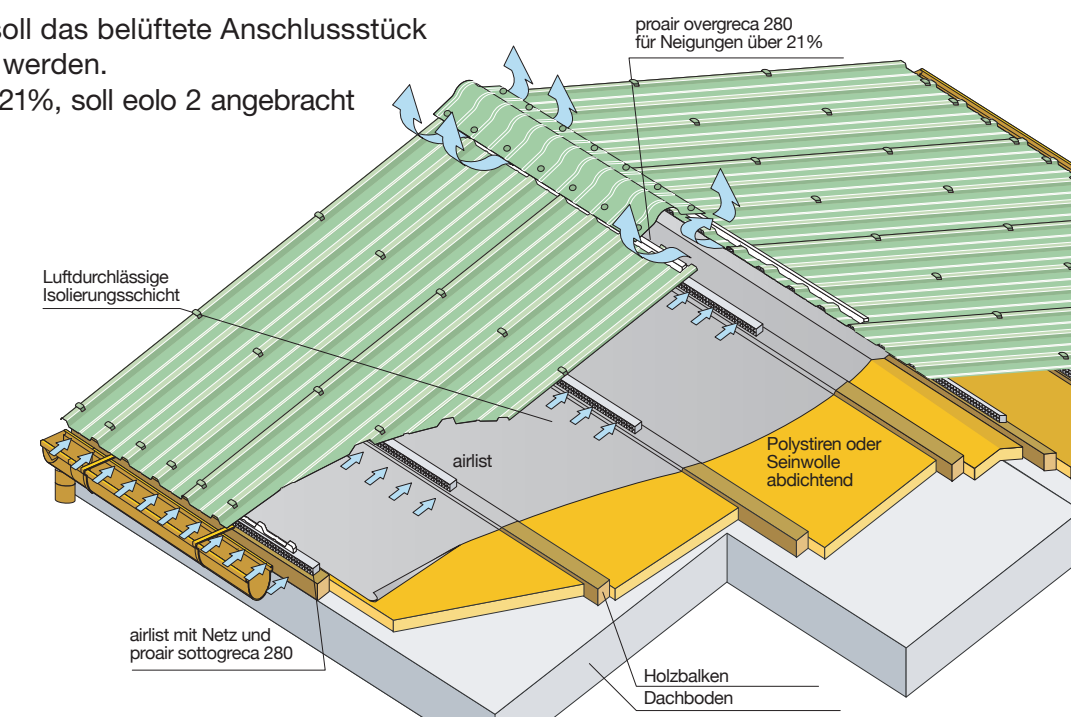 soll das belüftete Anschlussstück
werden.
21%, soll eolo 2 angebracht
proair overgreca 280
für Neigungen über 21%
Luftdurchlässige
Isolierungsschicht
airlist
Polystiren oder
Seinwolle
abdichtend
airlist mit Netz und
proair sottogreca 280
Holzbalken
Dachboden